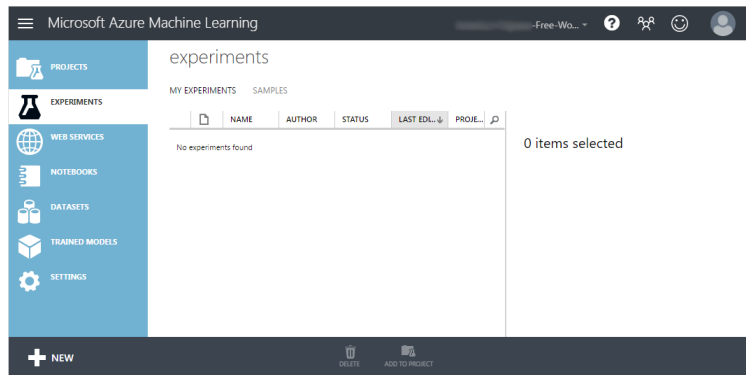 Microsoft Azure Machine Learning
-Free-Wo...
?
PROJECTS
EXPERIMENTS
WEB SERVICES
NOTEBOOKS
DATASETS
TRAINED MODELS
SETTINGS
experiments
MY EXPERIMENTS SAMPLES
NAME AUTHOR STATUS LAST EDI... PROJE...
No experiments found
0 items selected
NEW
DELETE
ADD TO PROJECT